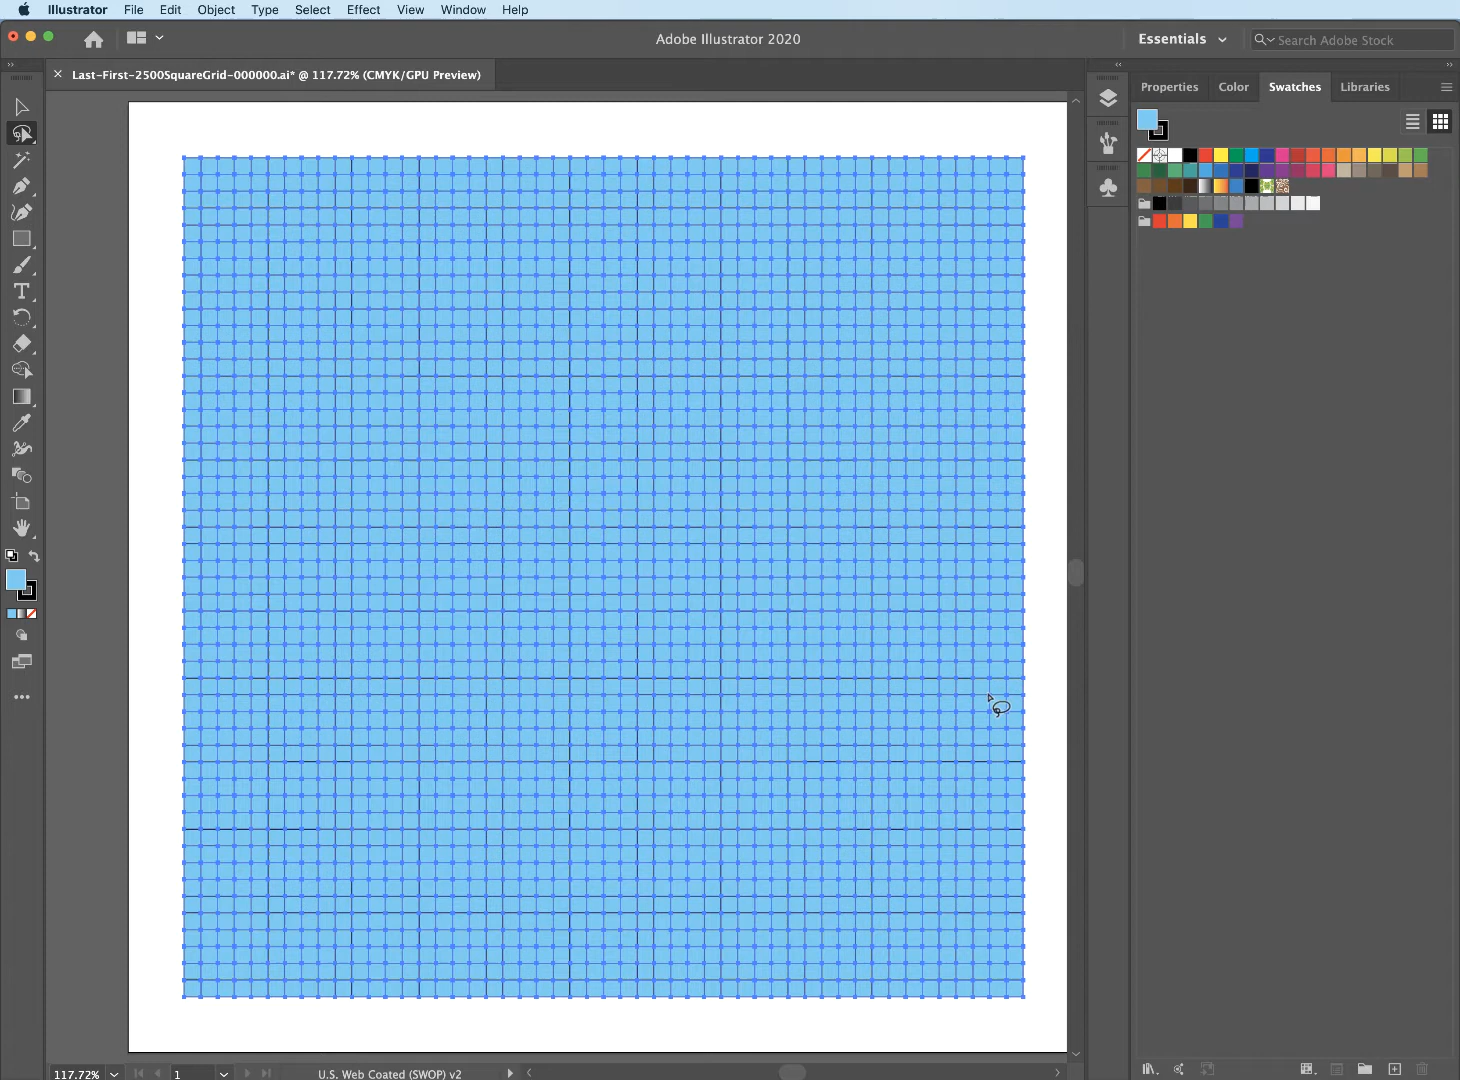 Illustrator File Edit Object Type Select Effect View Window Help
Adobe Illustrator 2020
Essentials
Search Adobe Stock
× Last-First-2500SquareGrid-000000.ai* @ 117.72% (CMYK/GPU Preview)
Properties Color Swatches Libraries
117.72% 1 U.S. Web Coated (SWOP) v2